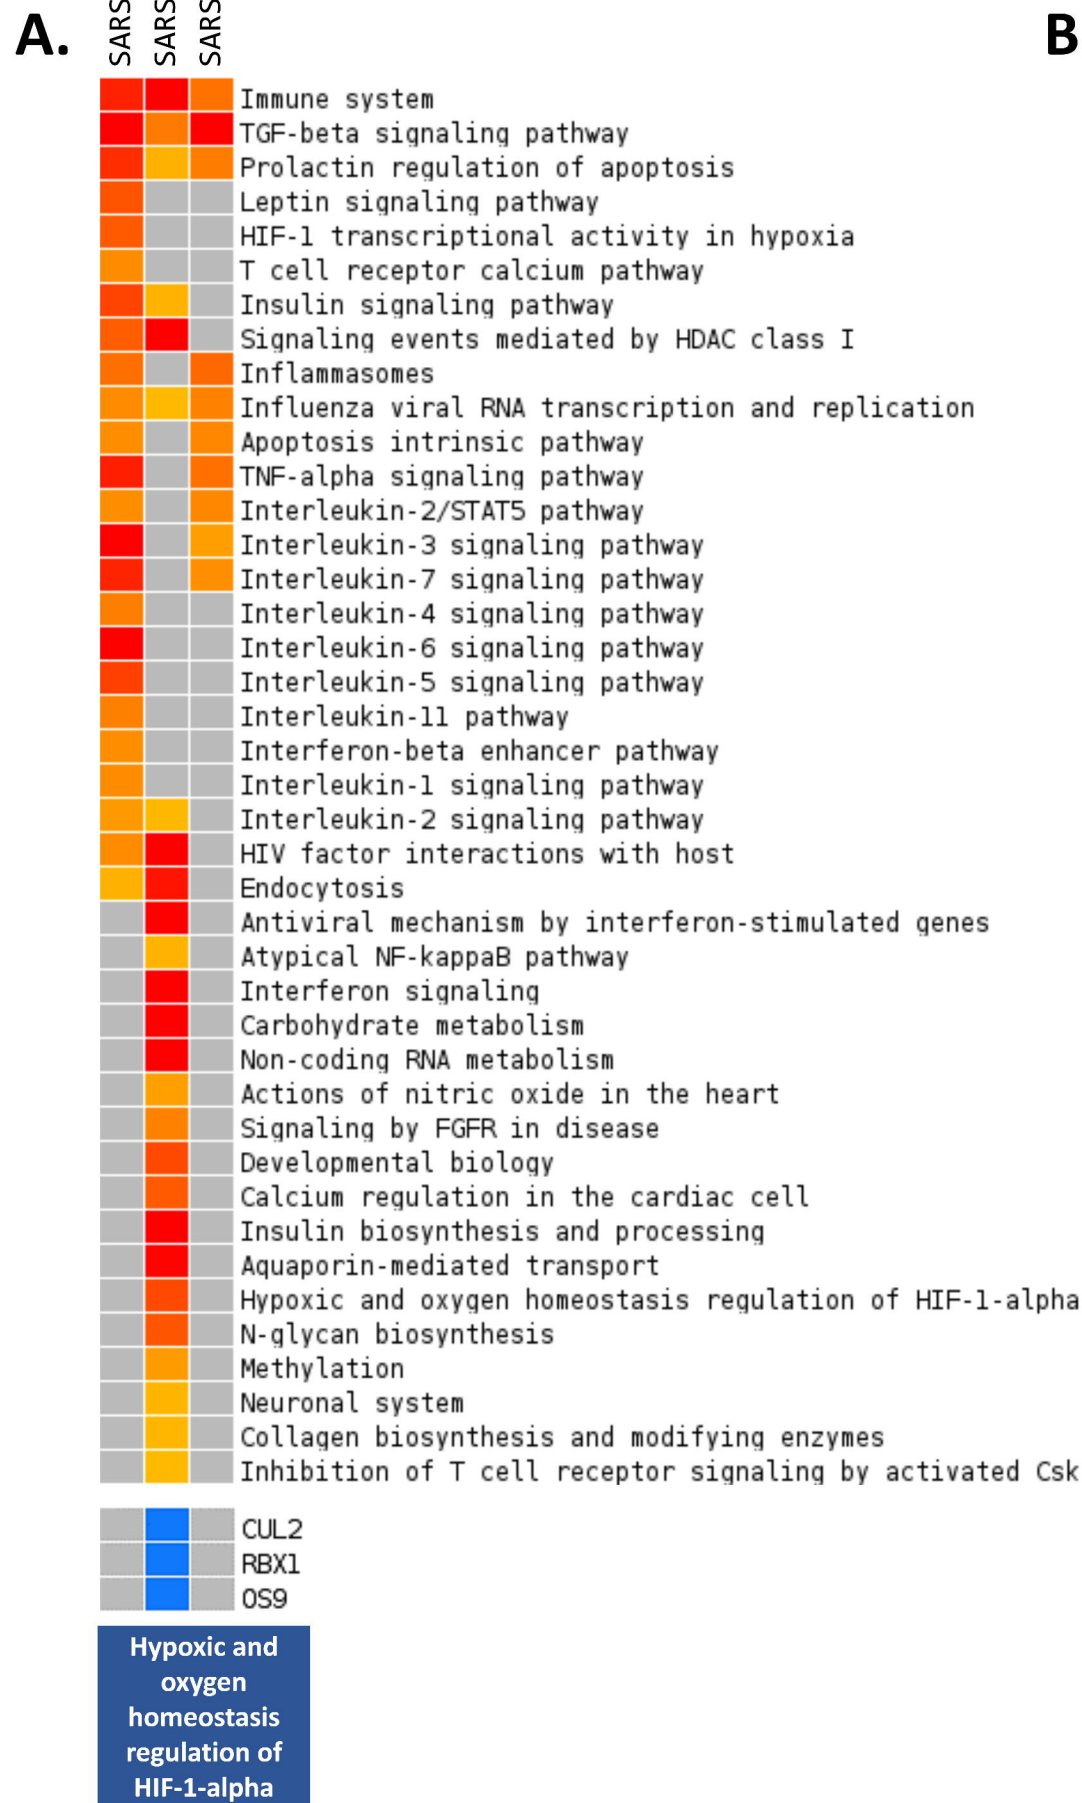 A.
SARS
SARS
SARS
B
Immune system
TGF-beta signaling pathway
Prolactin regulation of apoptosis
Leptin signaling pathway
HIF-1 transcriptional activity in hypoxia
T cell receptor calcium pathway
Insulin signaling pathway
Signaling events mediated by HDAC class I
Inflammasomes
Influenza viral RNA transcription and replication
Apoptosis intrinsic pathway
TNF-alpha signaling pathway
Interleukin-2/STAT5 pathway
Interleukin-3 signaling pathway
Interleukin-7 signaling pathway
Interleukin-4 signaling pathway
Interleukin-6 signaling pathway
Interleukin-5 signaling pathway
Interleukin-11 pathway
Interferon-beta enhancer pathway
Interleukin-1 signaling pathway
Interleukin-2 signaling pathway
HIV factor interactions with host
Endocytosis
Antiviral mechanism by interferon-stimulated genes
Atypical NF-kappaB pathway
Interferon signaling
Carbohydrate metabolism
Non-coding RNA metabolism
Actions of nitric oxide in the heart
Signaling by FGFR in disease
Developmental biology
Calcium regulation in the cardiac cell
Insulin biosynthesis and processing
Aquaporin-mediated transport
Hypoxic and oxygen homeostasis regulation of HIF-1-alpha
N-glycan biosynthesis
Methylation
Neuronal system
Collagen biosynthesis and modifying enzymes
Inhibition of T cell receptor signaling by activated Csk
CUL2
RBX1
OS9
Hypoxic and
oxygen
homeostasis
regulation of
HIF-1-alpha